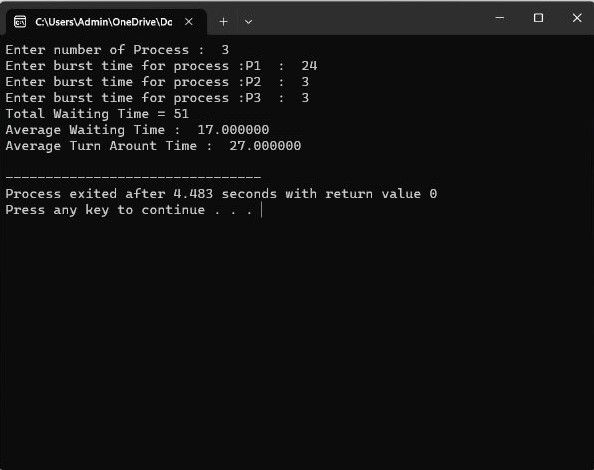 C:\Users\Admin\OneDrive\Do
Enter number of Process :  3
Enter burst time for process :P1  :  24
Enter burst time for process :P2  :  3
Enter burst time for process :P3  :  3
Total Waiting Time = 51
Average Waiting Time :  17.000000
Average Turn Arount Time :  27.000000
--------------------------------
Process exited after 4.483 seconds with return value 0
Press any key to continue . . .